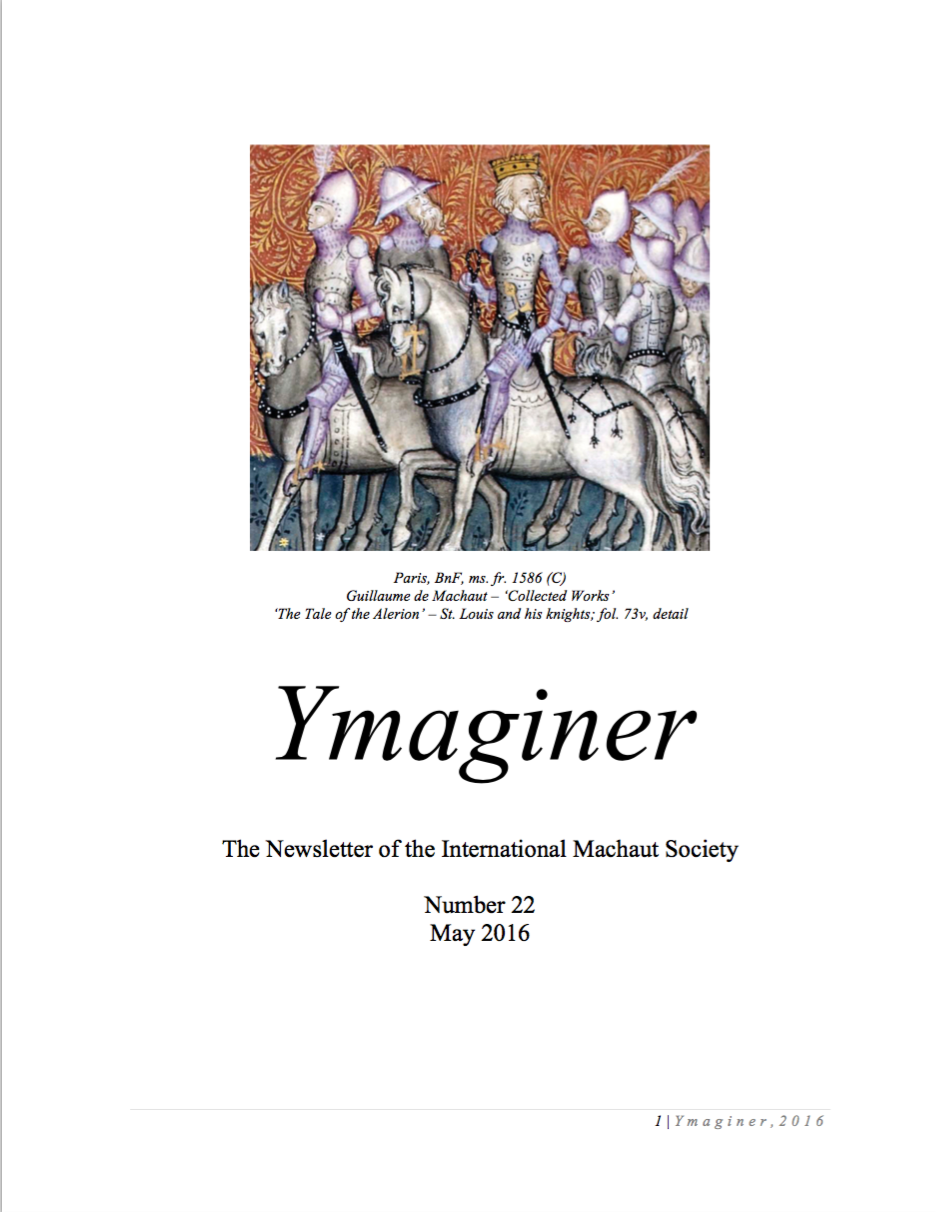 Paris, BnF, ms. fr. 1586 (C)
Guillaume de Machaut – ‘Collected Works’
‘The Tale of the Alerion’ – St. Louis and his knights; fol. 73v, detail
Ymaginer
The Newsletter of the International Machaut Society
Number 22
May 2016
1|Ymaginer, 2016